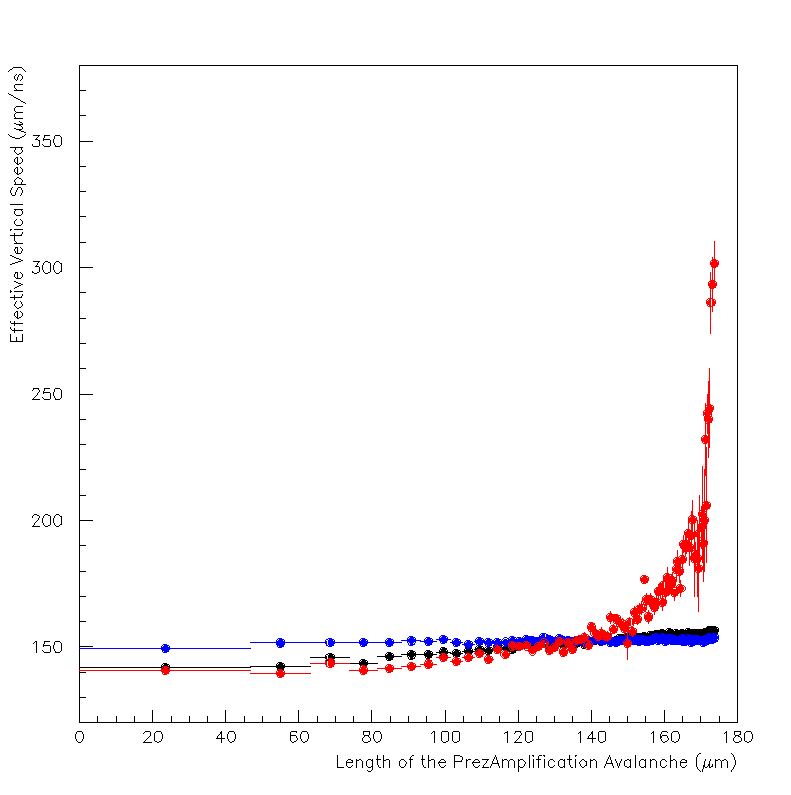 Effective Vertical Speed (μm/ns)
350
300
250
200
150
0 20 40 60 80 100 120 140 160 180
Length of the PrezAmplification Avalanche (μm)